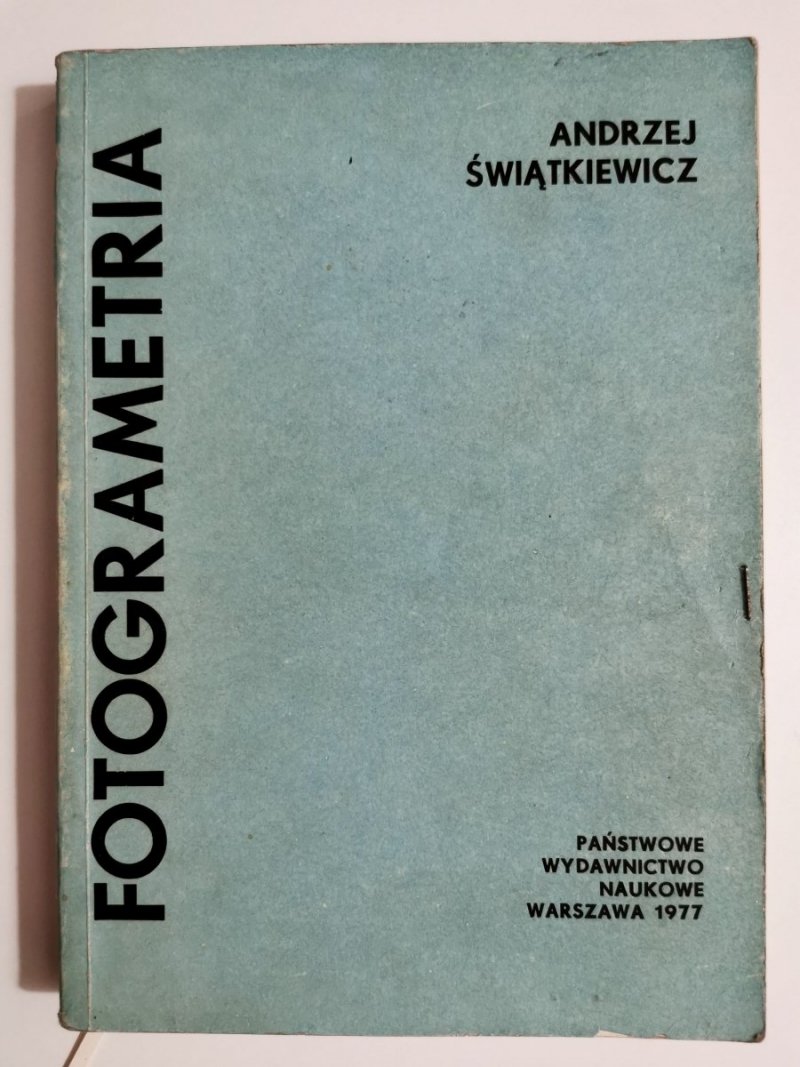 ANDRZEJ
ŚWIĄTKIEWICZ
FOTOGRAMETRIA
PAŃSTWOWE
WYDAWNICTWO
NAUKOWE
WARSZAWA 1977